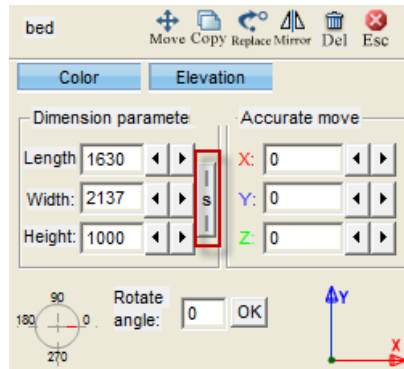 bed
Move Copy Replace Mirror Del Esc
Color Elevation
Dimension paramete Accurate move
Length 1630 X: 0
Width: 2137 S Y: 0
Height: 1000 Z: 0
90
180 0
270
Rotate
angle: 0 OK
Y
X